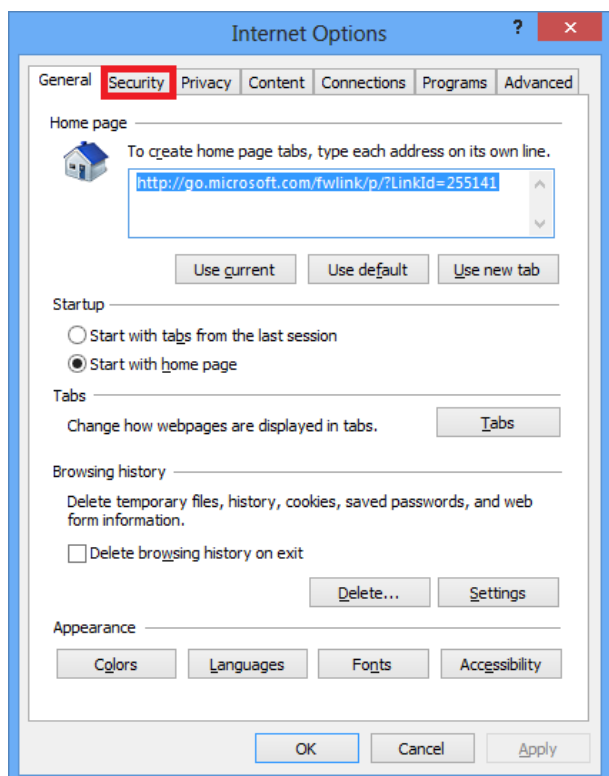 Internet Options
? ×
General Security Privacy Content Connections Programs Advanced
Home page
To create home page tabs, type each address on its own line.
http://go.microsoft.com/fwlink/p/?LinkId=255141
Use current Use default Use new tab
Startup
Start with tabs from the last session
Start with home page
Tabs
Change how webpages are displayed in tabs. Tabs
Browsing history
Delete temporary files, history, cookies, saved passwords, and web
form information.
Delete browsing history on exit
Delete... Settings
Appearance
Colors Languages Fonts Accessibility
OK Cancel Apply